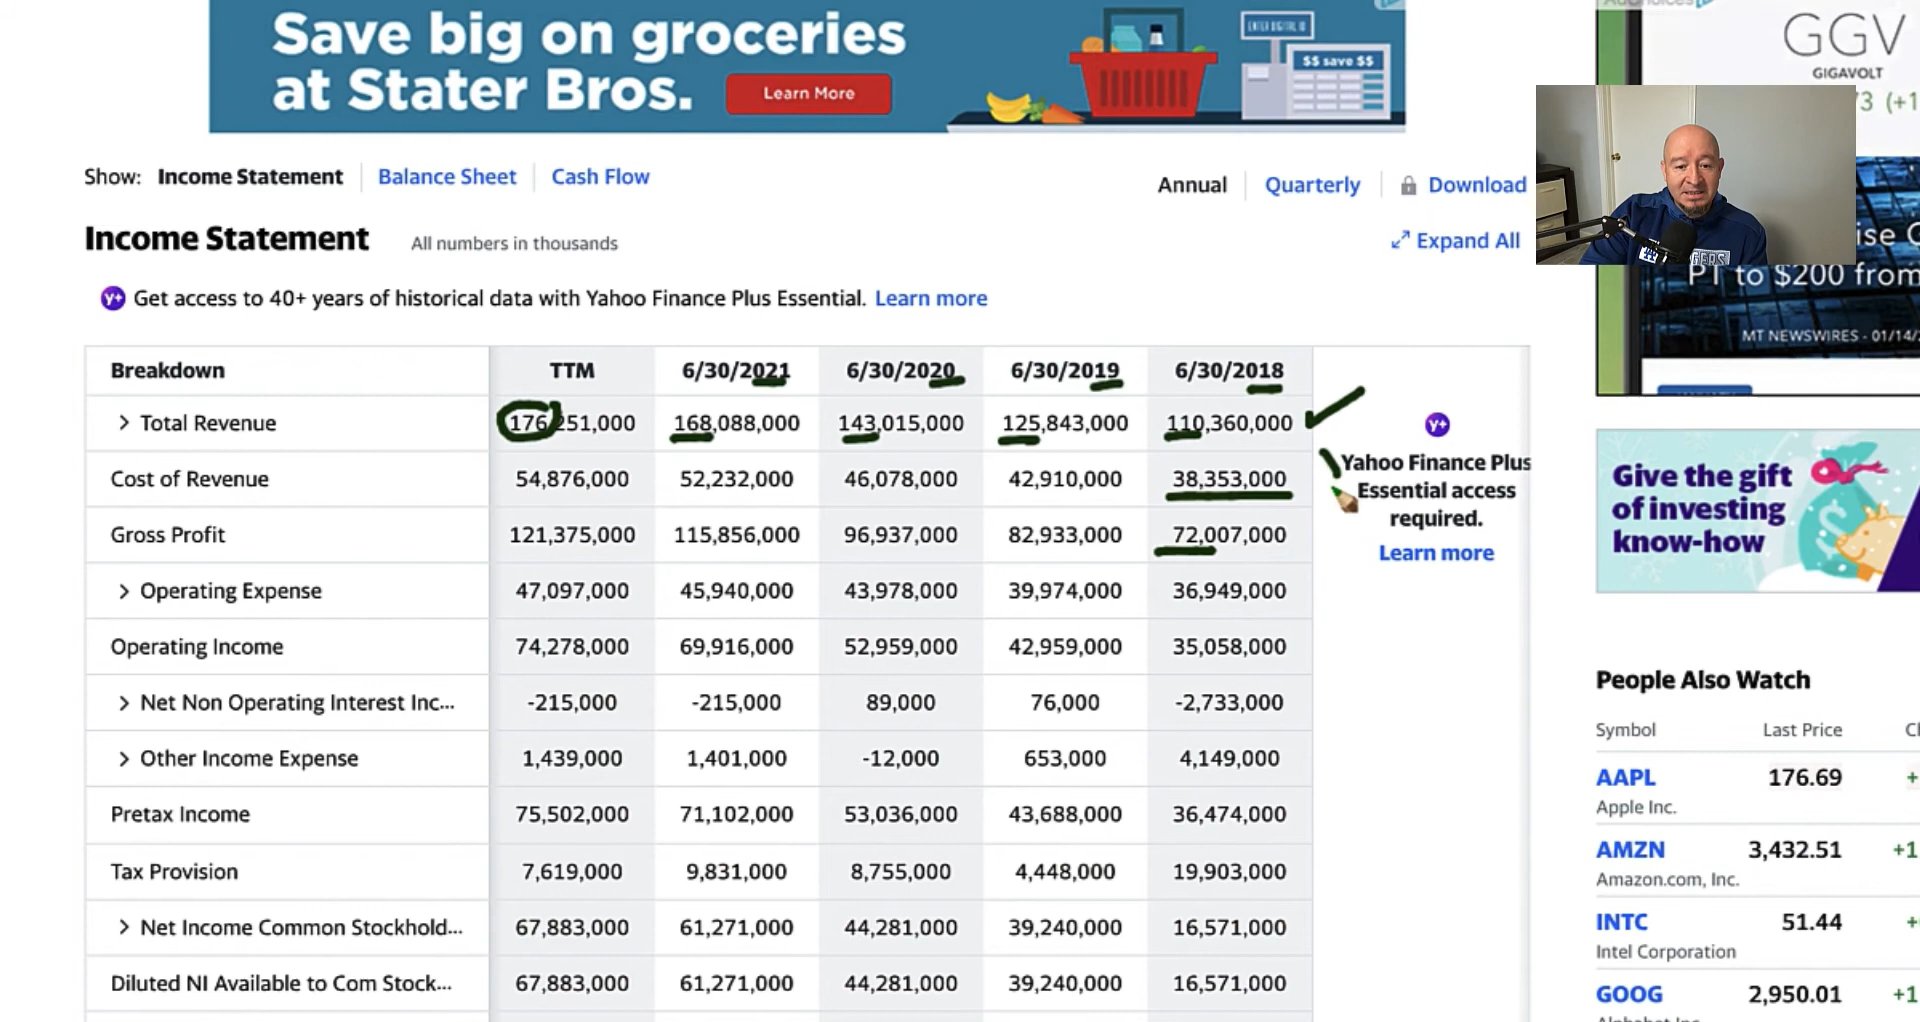 AdChoices
Save big on groceries
at Stater Bros.
Learn More
$$ save $$
GGV
GIGAVOLT
73 (+1
Show: Income Statement Balance Sheet Cash Flow
Annual Quarterly Download
Income Statement All numbers in thousands
Expand All
ise
PT to $200 from
MT NEWSWIRES - 01/14/
y+ Get access to 40+ years of historical data with Yahoo Finance Plus Essential. Learn more
Breakdown TTM 6/30/2021 6/30/2020 6/30/2019 6/30/2018
> Total Revenue 176,251,000 168,088,000 143,015,000 125,843,000 110,360,000
Cost of Revenue 54,876,000 52,232,000 46,078,000 42,910,000 38,353,000
Gross Profit 121,375,000 115,856,000 96,937,000 82,933,000 72,007,000
> Operating Expense 47,097,000 45,940,000 43,978,000 39,974,000 36,949,000
Operating Income 74,278,000 69,916,000 52,959,000 42,959,000 35,058,000
> Net Non Operating Interest Inc... -215,000 -215,000 89,000 76,000 -2,733,000
> Other Income Expense 1,439,000 1,401,000 -12,000 653,000 4,149,000
Pretax Income 75,502,000 71,102,000 53,036,000 43,688,000 36,474,000
Tax Provision 7,619,000 9,831,000 8,755,000 4,448,000 19,903,000
> Net Income Common Stockhold... 67,883,000 61,271,000 44,281,000 39,240,000 16,571,000
Diluted NI Available to Com Stock... 67,883,000 61,271,000 44,281,000 39,240,000 16,571,000
y+
Yahoo Finance Plus
Essential access
required.
Learn more
Give the gift
of investing
know-how
People Also Watch
Symbol Last Price C
AAPL 176.69 +
Apple Inc.
AMZN 3,432.51 +1
Amazon.com, Inc.
INTC 51.44 +
Intel Corporation
GOOG 2,950.01 +1